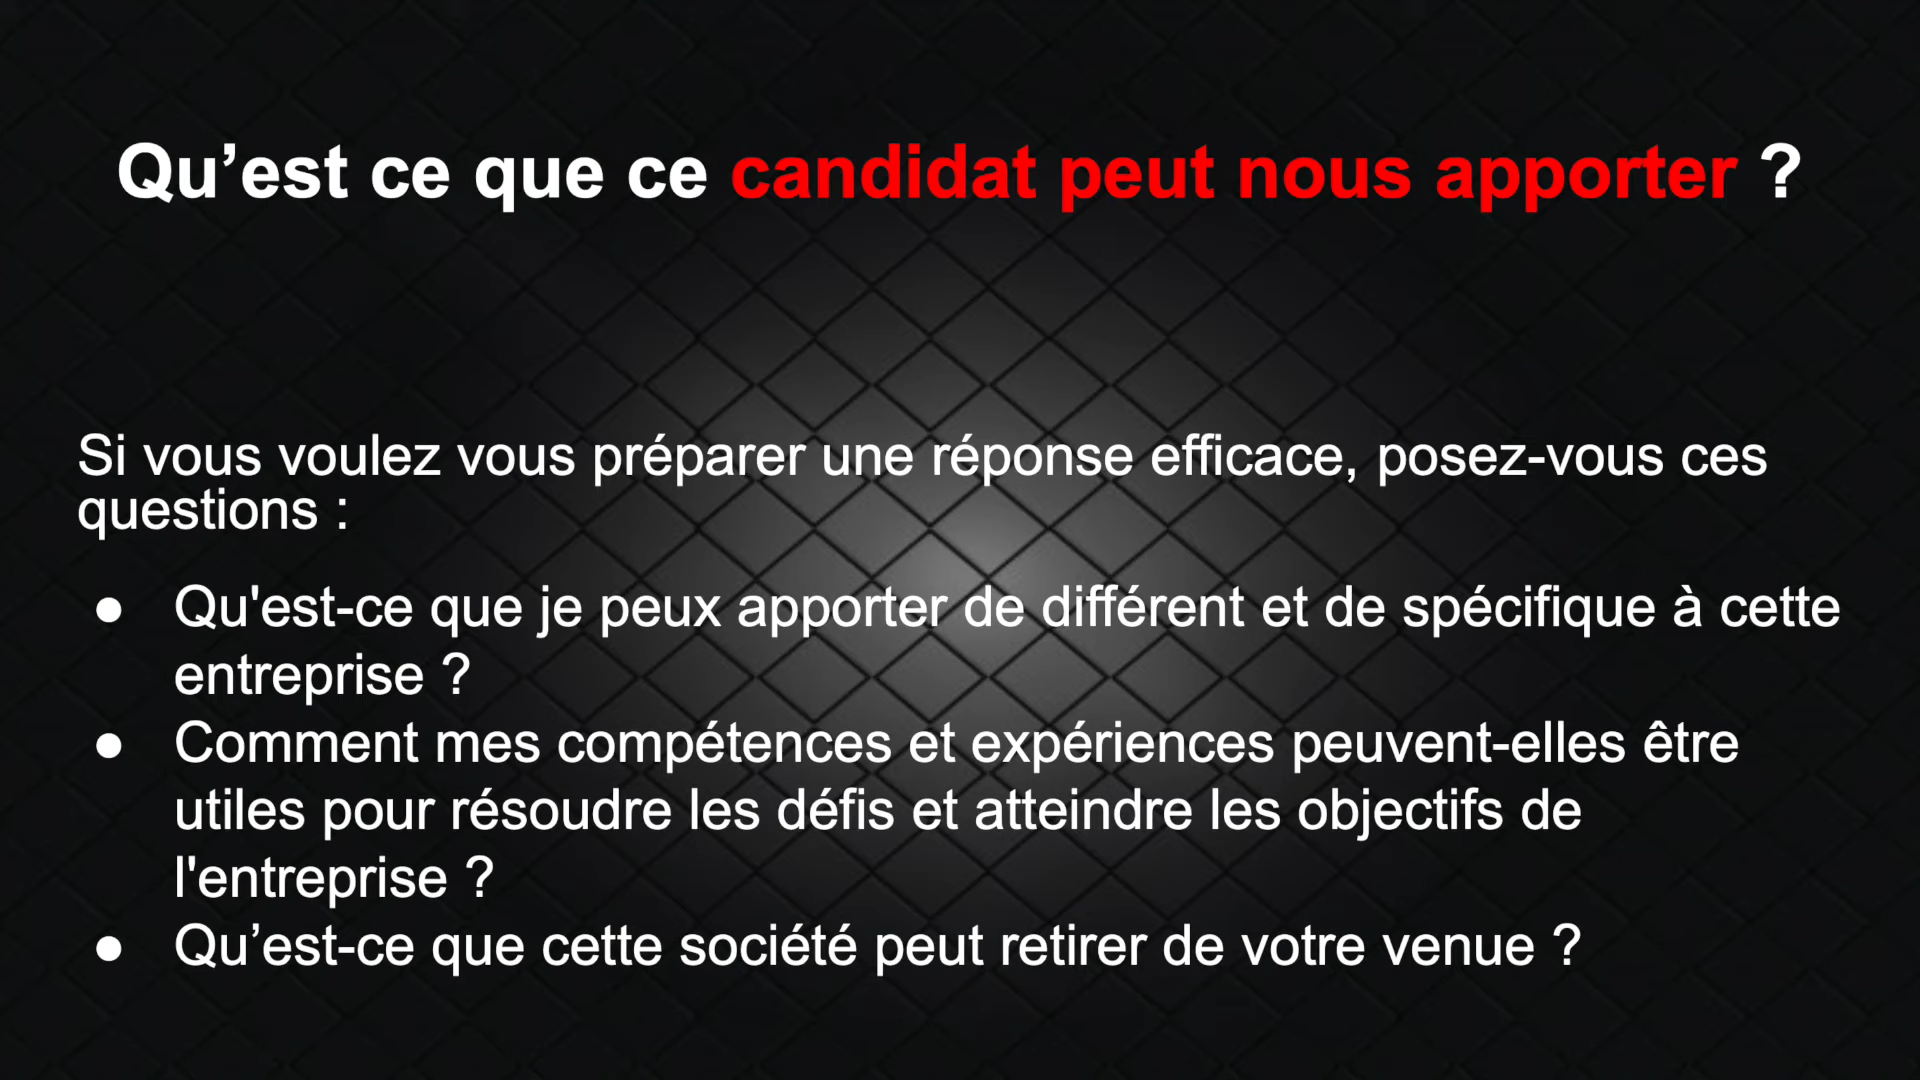 Qu’est ce que ce candidat peut nous apporter ?
Si vous voulez vous préparer une réponse efficace, posez-vous ces
questions :
● Qu'est-ce que je peux apporter de différent et de spécifique à cette
entreprise ?
● Comment mes compétences et expériences peuvent-elles être
utiles pour résoudre les défis et atteindre les objectifs de
l'entreprise ?
● Qu’est-ce que cette société peut retirer de votre venue ?